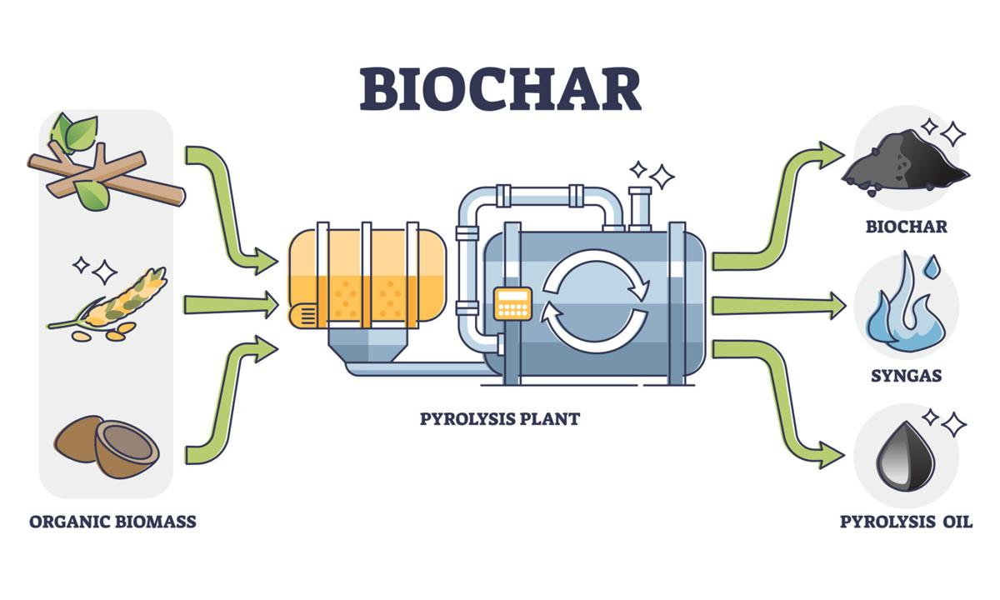 BIOCHAR
ORGANIC BIOMASS
PYROLYSIS PLANT
BIOCHAR
SYNGAS
PYROLYSIS OIL